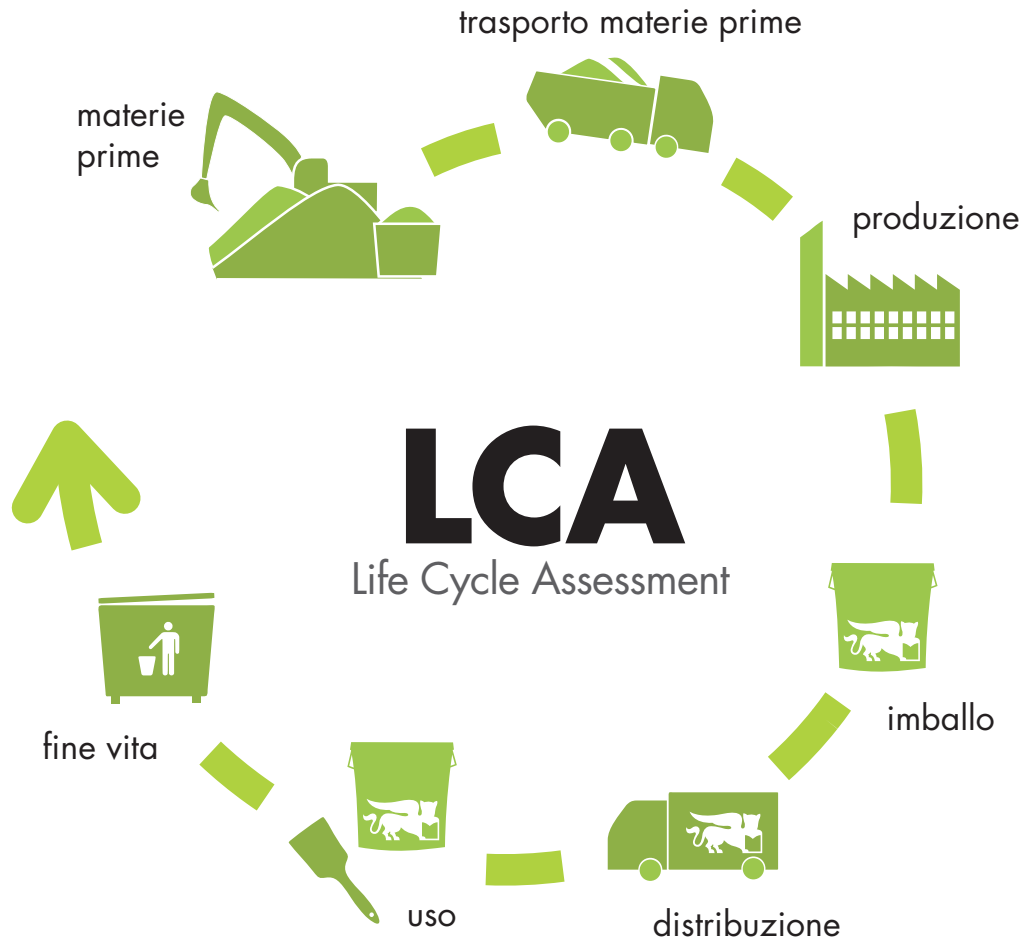 trasporto materie prime
materie
prime
produzione
LCA
Life Cycle Assessment
imballo
fine vita
uso
distribuzione